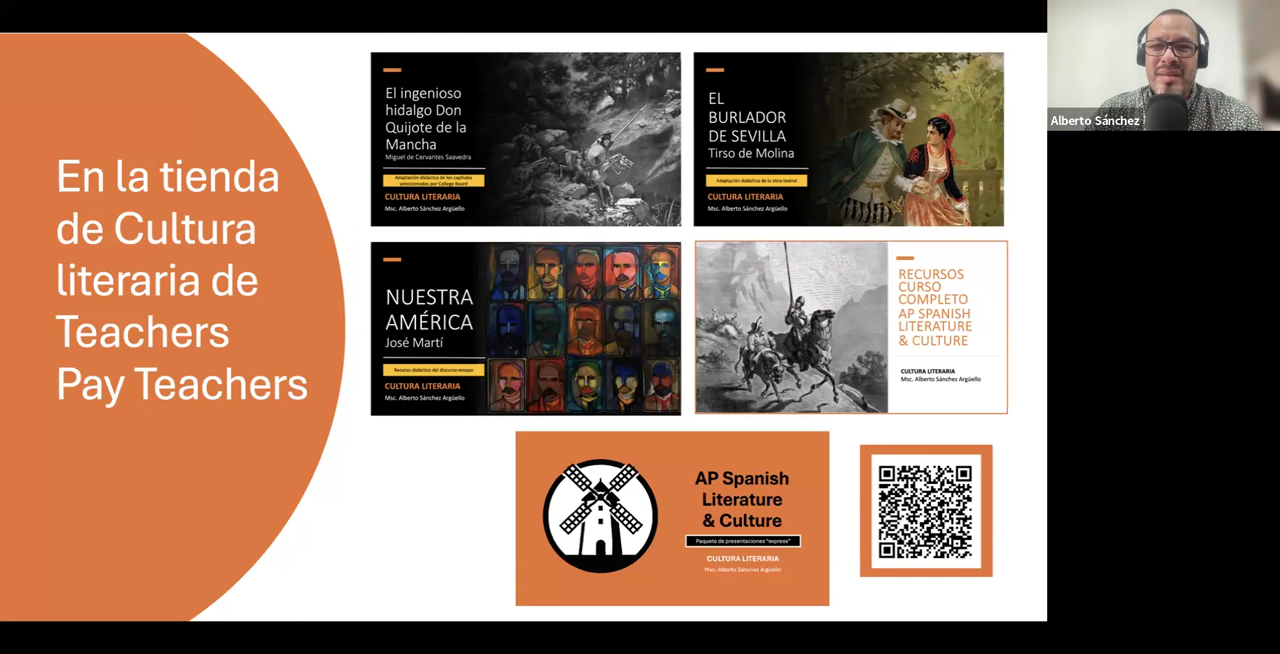 En la tienda
de Cultura
literaria de
Teachers
Pay Teachers
El ingenioso
hidalgo Don
Quijote de la
Mancha
Miguel de Cervantes Saavedra
Adaptación didáctica de los capítulos
seleccionados por College Board
CULTURA LITERARIA
Msc. Alberto Sánchez Argüello
EL
BURLADOR
DE SEVILLA
Tirso de Molina
Adaptación didáctica de la obra teatral
CULTURA LITERARIA
Msc. Alberto Sánchez Argüello
NUESTRA
AMÉRICA
José Martí
Recurso didáctico del discurso-ensayo
CULTURA LITERARIA
Msc. Alberto Sánchez Argüello
RECURSOS
CURSO
COMPLETO
AP SPANISH
LITERATURE
& CULTURE
CULTURA LITERARIA
Msc. Alberto Sánchez Argüello
AP Spanish
Literature
& Culture
Paquete de presentaciones "express"
CULTURA LITERARIA
Msc. Alberto Sánchez Argüello
Alberto Sánchez